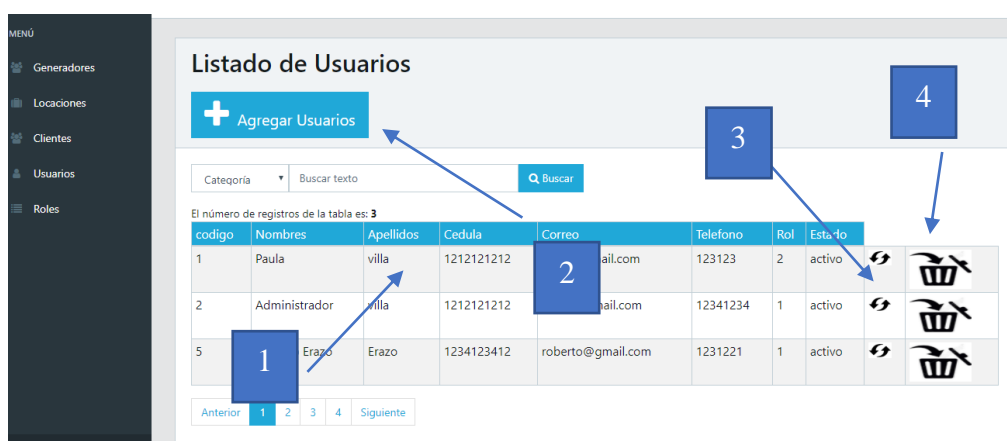 MENÚ
Generadores
Locaciones
Clientes
Usuarios
Roles
Listado de Usuarios
Agregar Usuarios
4
3
Categoría Buscar texto Buscar
El número de registros de la tabla es: 3
codigo Nombres Apellidos Cedula Correo Telefono Rol Estado
1 Paula villa 1212121212 ail.com 123123 2 activo
2
2 Administrador villa 1212121212 ail.com 12341234 1 activo
1
5 Erazo Erazo 1234123412 roberto@gmail.com 1231221 1 activo
Anterior 1 2 3 4 Siguiente